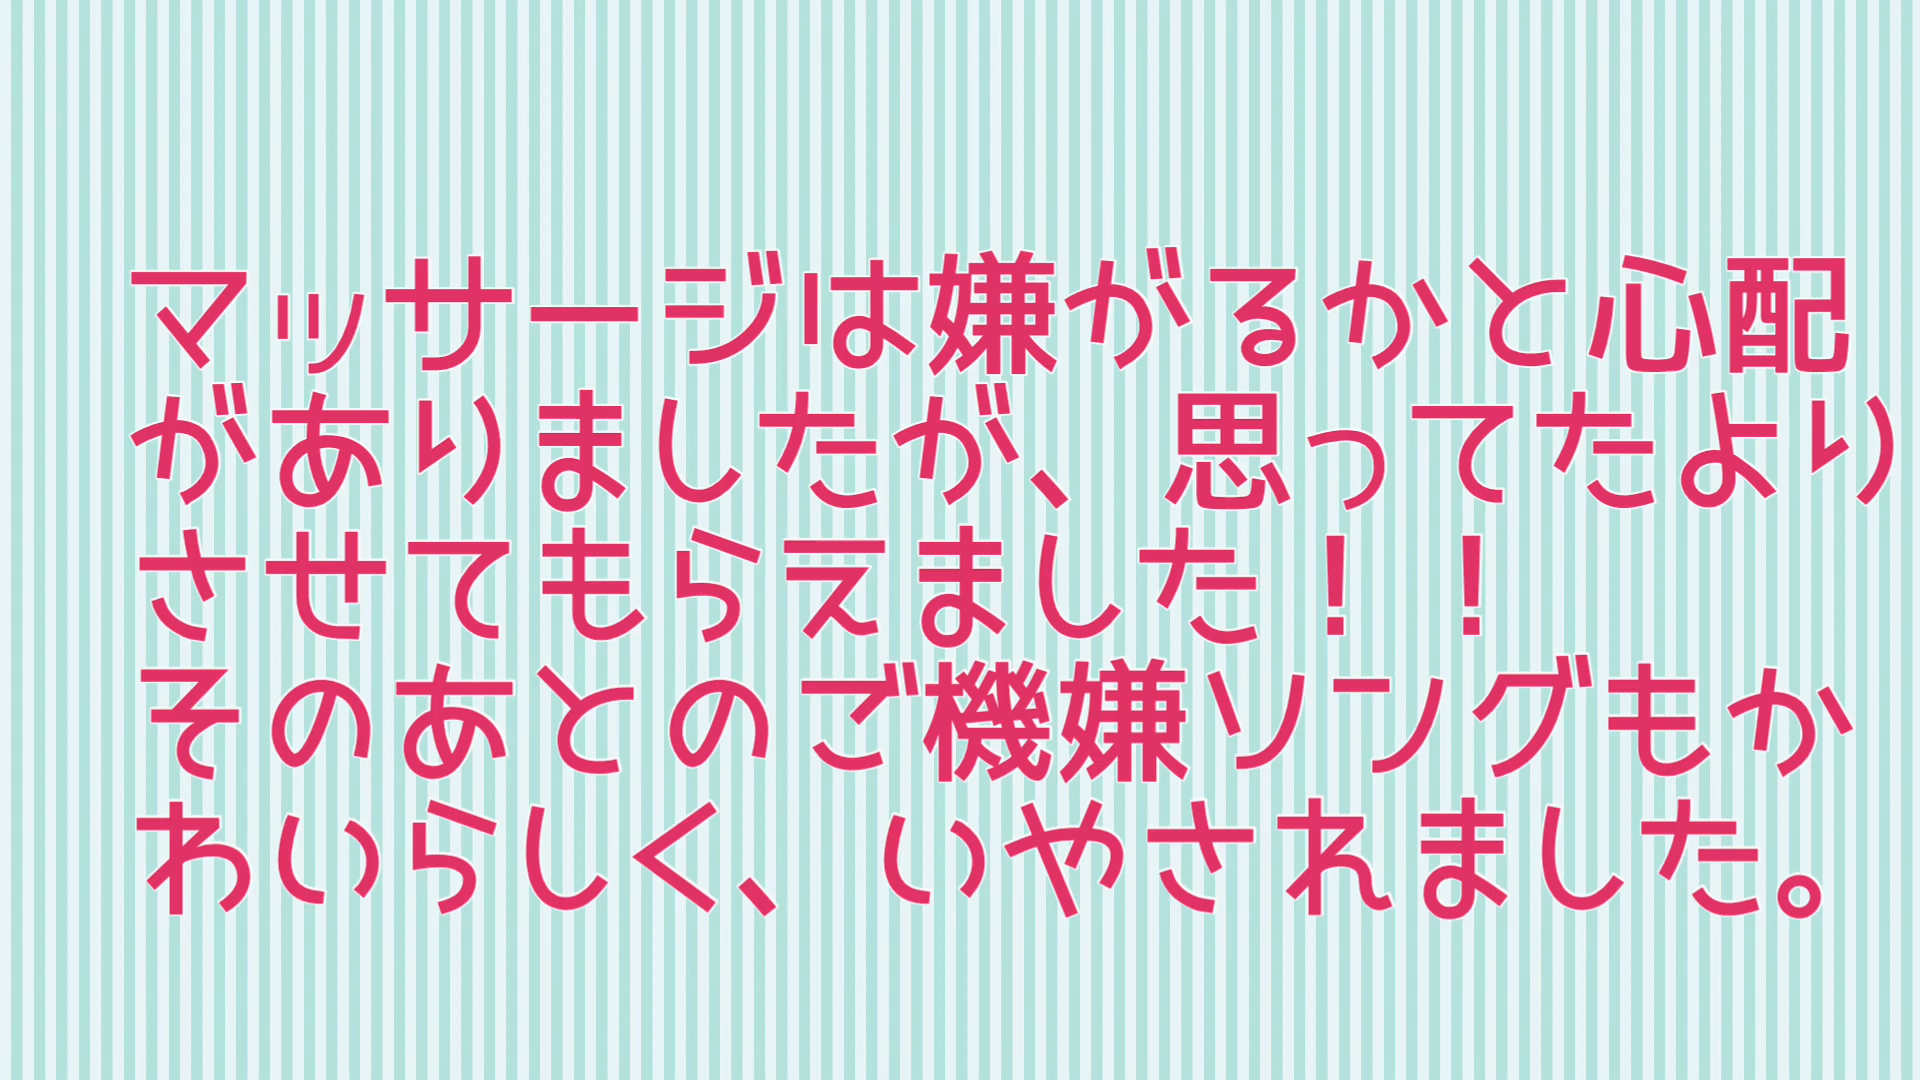 マッサージは嫌がるかと心配
がありましたが、思ってたより
させてもらえました！！
そのあとのご機嫌ソングもか
わいらしく、いやされました。